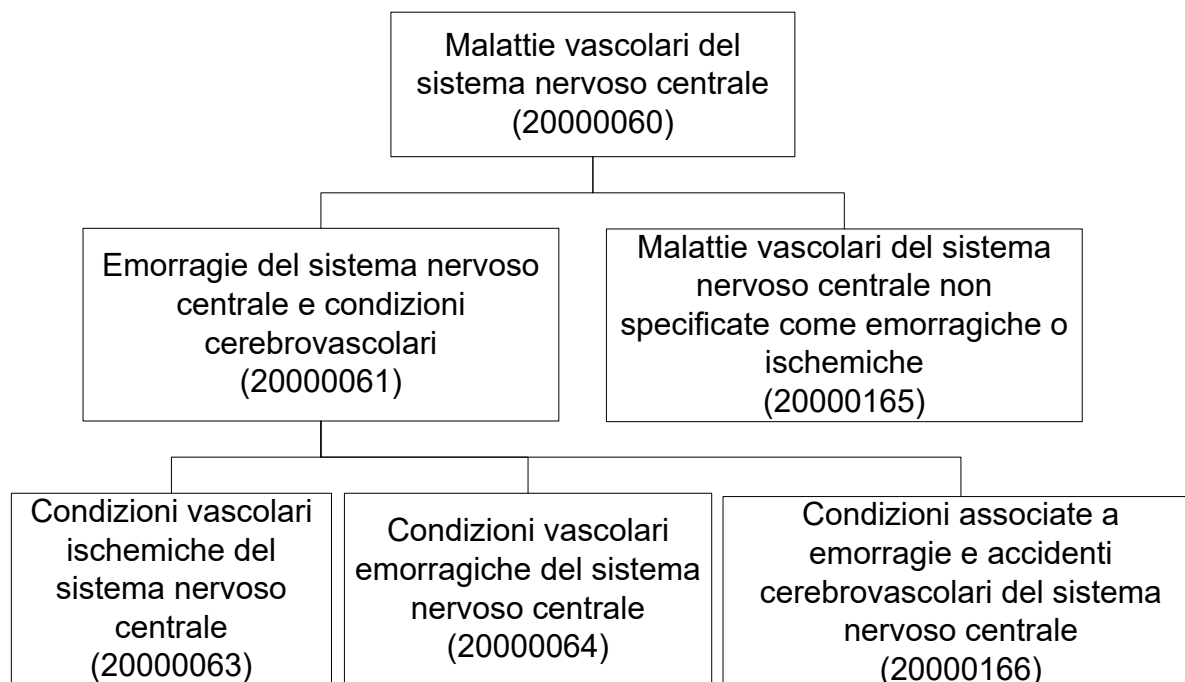 Malattie vascolari del
sistema nervoso centrale
(20000060)
Emorragie del sistema nervoso
centrale e condizioni
cerebrovascolari
(20000061)
Malattie vascolari del sistema
nervoso centrale non
specificate come emorragiche o
ischemiche
(20000165)
Condizioni vascolari
ischemiche del
sistema nervoso
centrale
(20000063)
Condizioni vascolari
emorragiche del sistema
nervoso centrale
(20000064)
Condizioni associate a
emorragie e accidenti
cerebrovascolari del sistema
nervoso centrale
(20000166)